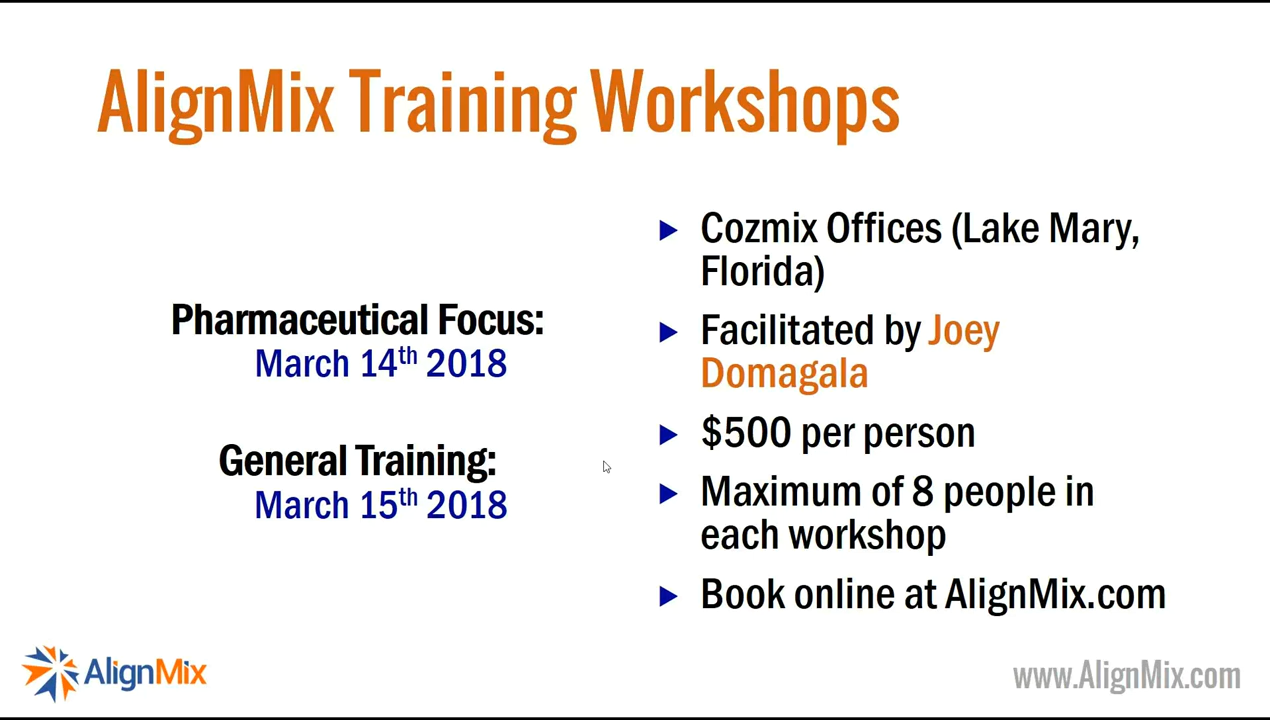 AlignMix Training Workshops
Pharmaceutical Focus:
March 14th 2018
General Training:
March 15th 2018
Cozmix Offices (Lake Mary,
Florida)
Facilitated by Joey
Domagala
$500 per person
Maximum of 8 people in
each workshop
Book online at AlignMix.com
AlignMix
www.AlignMix.com